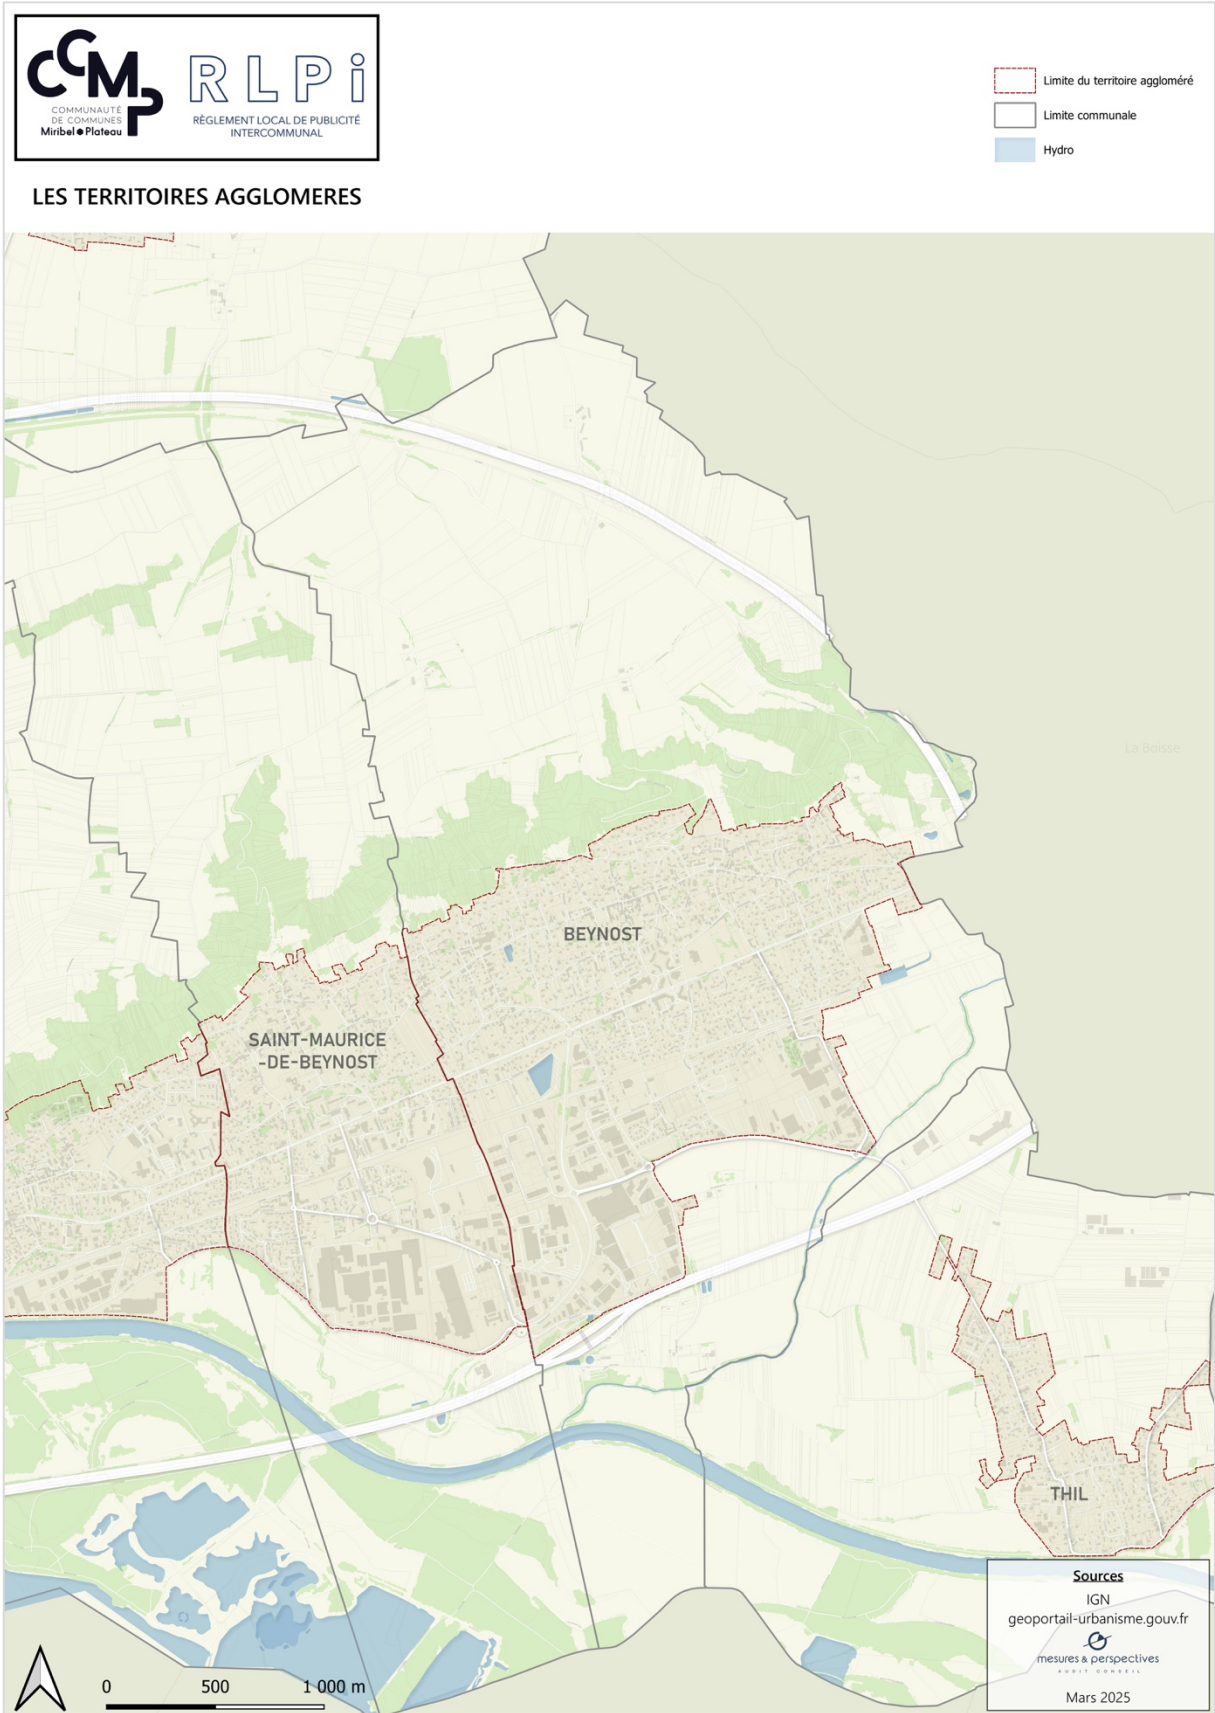 CCMP
COMMUNAUTÉ
DE COMMUNES
Miribel Plateau
RLPi
RÈGLEMENT LOCAL DE PUBLICITÉ
INTERCOMMUNAL
LES TERRITOIRES AGGLOMERES
Limite du territoire aggloméré
Limite communale
Hydro
La Boisse
BEYNOST
SAINT-MAURICE
-DE-BEYNOST
THIL
0 500 1 000 m
Sources
IGN
geoportail-urbanisme.gouv.fr
mesures & perspectives
AUDIT CONSEIL
Mars 2025